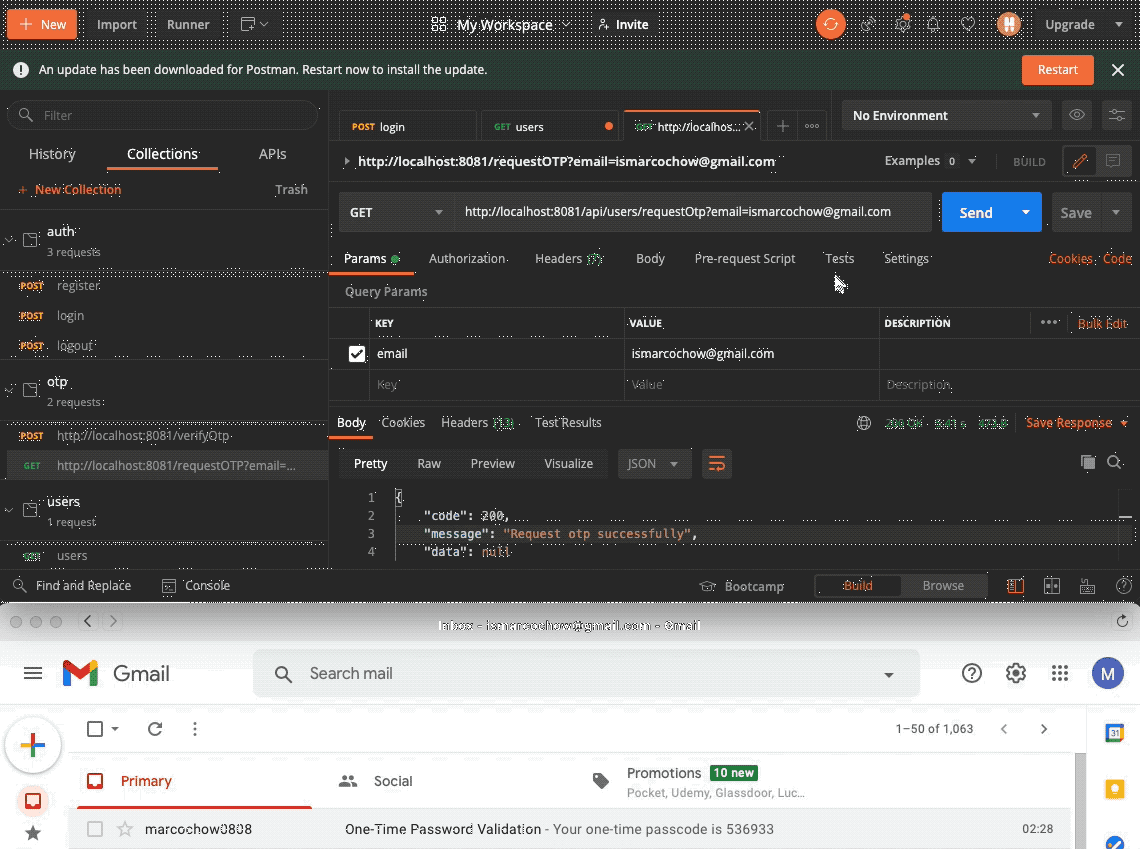 New
Import
Runner
My Workspace
Invite
Upgrade
An update has been downloaded for Postman. Restart now to install the update.
Restart
Filter
History
Collections
APIs
+ New Collection
Trash
auth
3 requests
POST register
POST login
POST logout
otp
2 requests
POST http://localhost:8081/verifyOtp
GET http://localhost:8081/requestOTP?email=...
users
1 request
GET users
POST login
GET users
GET http://localhos...
No Environment
http://localhost:8081/requestOTP?email=ismarcochow@gmail.com
Examples 0
BUILD
GET
http://localhost:8081/api/users/requestOtp?email=ismarcochow@gmail.com
Send
Save
Params
Authorization
Headers (7)
Body
Pre-request Script
Tests
Settings
Cookies
Code
Query Params
KEY
VALUE
DESCRIPTION
Bulk Edit
email
ismarcochow@gmail.com
Key
Value
Description
Body
Cookies
Headers
Test Results
Save Response
Pretty
Raw
Preview
Visualize
JSON
1 {
2 "code": 200,
3 "message": "Request otp successfully",
4 "data": null
Find and Replace
Console
Bootcamp
Build
Browse
Inbox - ismarcochow@gmail.com - Gmail
Gmail
Search mail
M
1–50 of 1,063
Primary
Social
Promotions 10 new
Pocket, Udemy, Glassdoor, Luc...
31
marcochow0808
One-Time Password Validation - Your one-time passcode is 536933
02:28